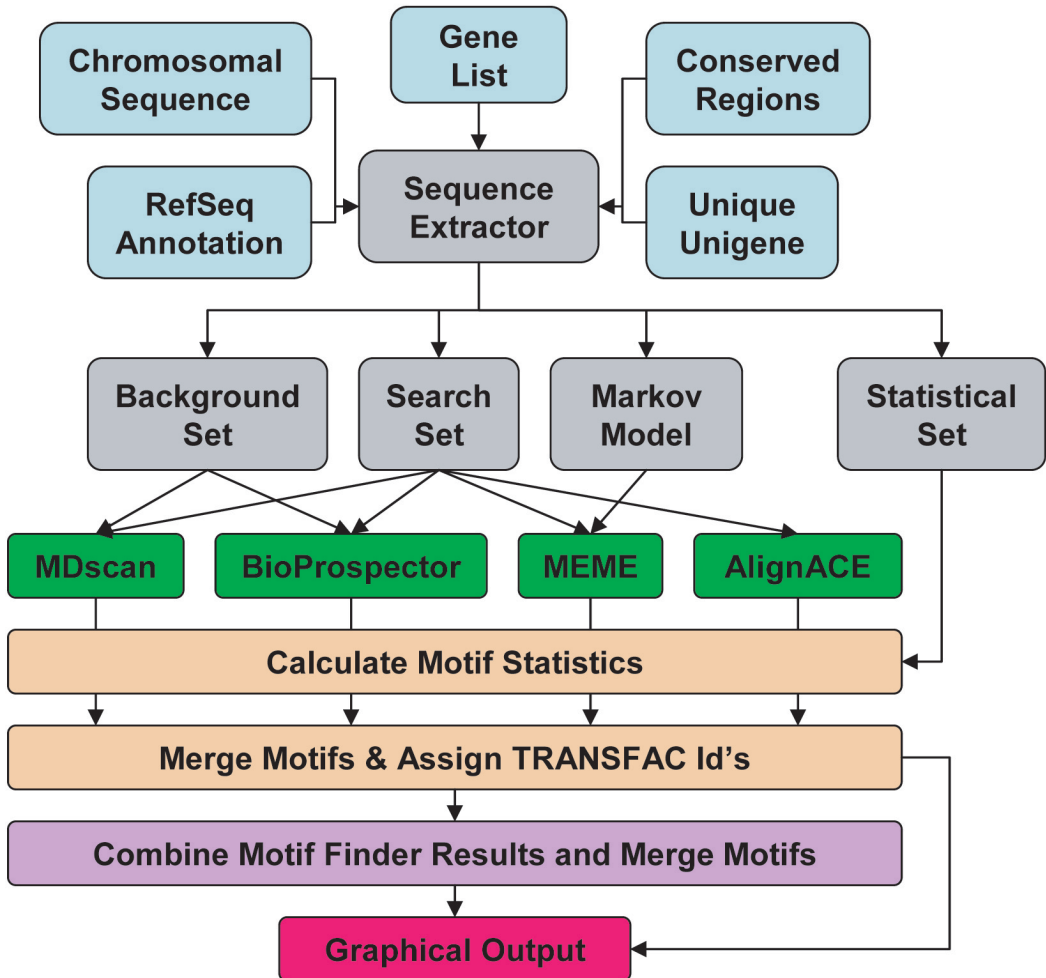 Chromosomal
Sequence
Gene
List
Conserved
Regions
RefSeq
Annotation
Sequence
Extractor
Unique
Unigene
Background
Set
Search
Set
Markov
Model
Statistical
Set
MDscan
BioProspector
MEME
AlignACE
Calculate Motif Statistics
Merge Motifs & Assign TRANSFAC Id's
Combine Motif Finder Results and Merge Motifs
Graphical Output